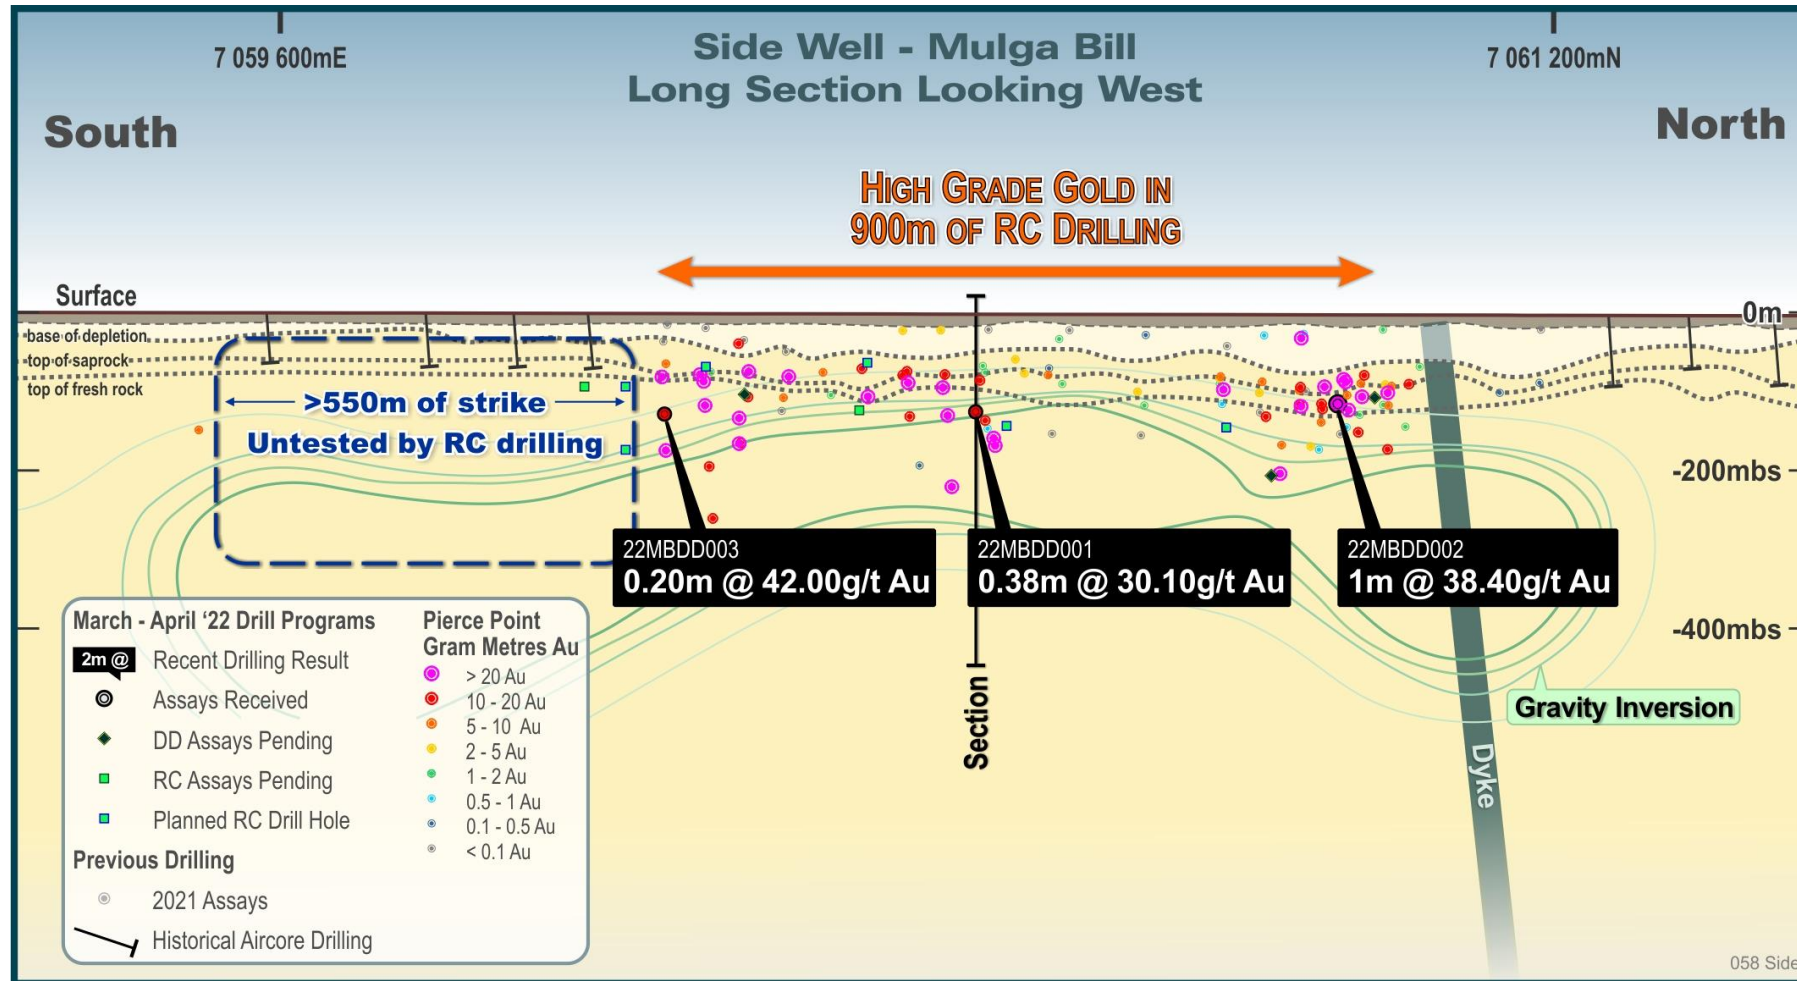 7 059 600mE
Side Well - Mulga Bill
Long Section Looking West
7 061 200mN
South
North
HIGH GRADE GOLD IN
900m OF RC DRILLING
Surface
0m
base of depletion
top of saprock
top of fresh rock
>550m of strike
Untested by RC drilling
-200mbs
22MBDD003
0.20m @ 42.00g/t Au
22MBDD001
0.38m @ 30.10g/t Au
22MBDD002
1m @ 38.40g/t Au
-400mbs
Section
Gravity Inversion
Dyke
March - April ‘22 Drill Programs
2m @
Recent Drilling Result
Assays Received
DD Assays Pending
RC Assays Pending
Planned RC Drill Hole
Previous Drilling
2021 Assays
Historical Aircore Drilling
Pierce Point
Gram Metres Au
> 20 Au
10 - 20 Au
5 - 10 Au
2 - 5 Au
1 - 2 Au
0.5 - 1 Au
0.1 - 0.5 Au
< 0.1 Au
058 Side